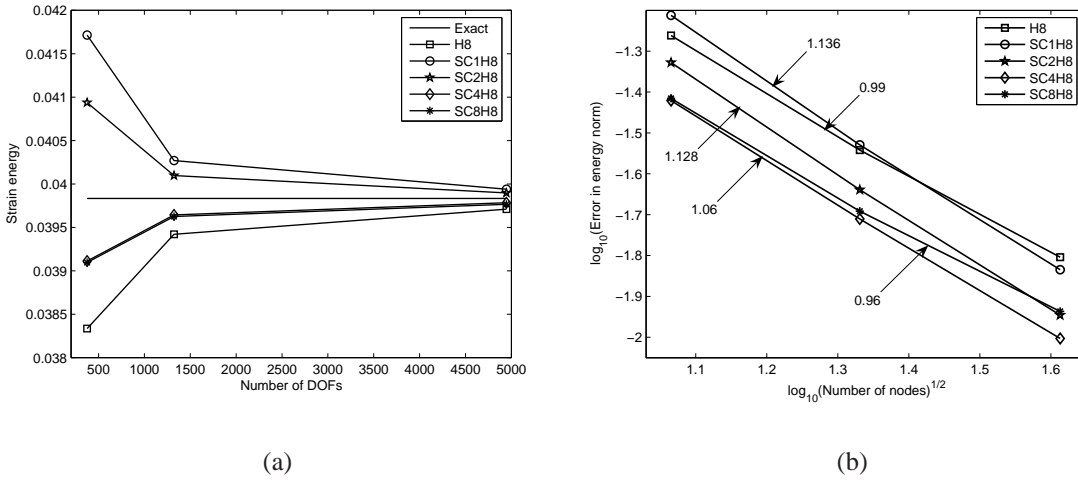 0.042
0.0415
0.041
0.0405
0.04
0.0395
0.039
0.0385
0.038
Strain energy
500 1000 1500 2000 2500 3000 3500 4000 4500 5000
Number of DOFs
Exact
H8
SC1H8
SC2H8
SC4H8
SC8H8
(a)
−1.3
−1.4
−1.5
−1.6
−1.7
−1.8
−1.9
−2
log10(Error in energy norm)
1.1 1.2 1.3 1.4 1.5 1.6
log10(Number of nodes)1/2
1.136
0.99
1.128
1.06
0.96
H8
SC1H8
SC2H8
SC4H8
SC8H8
(b)